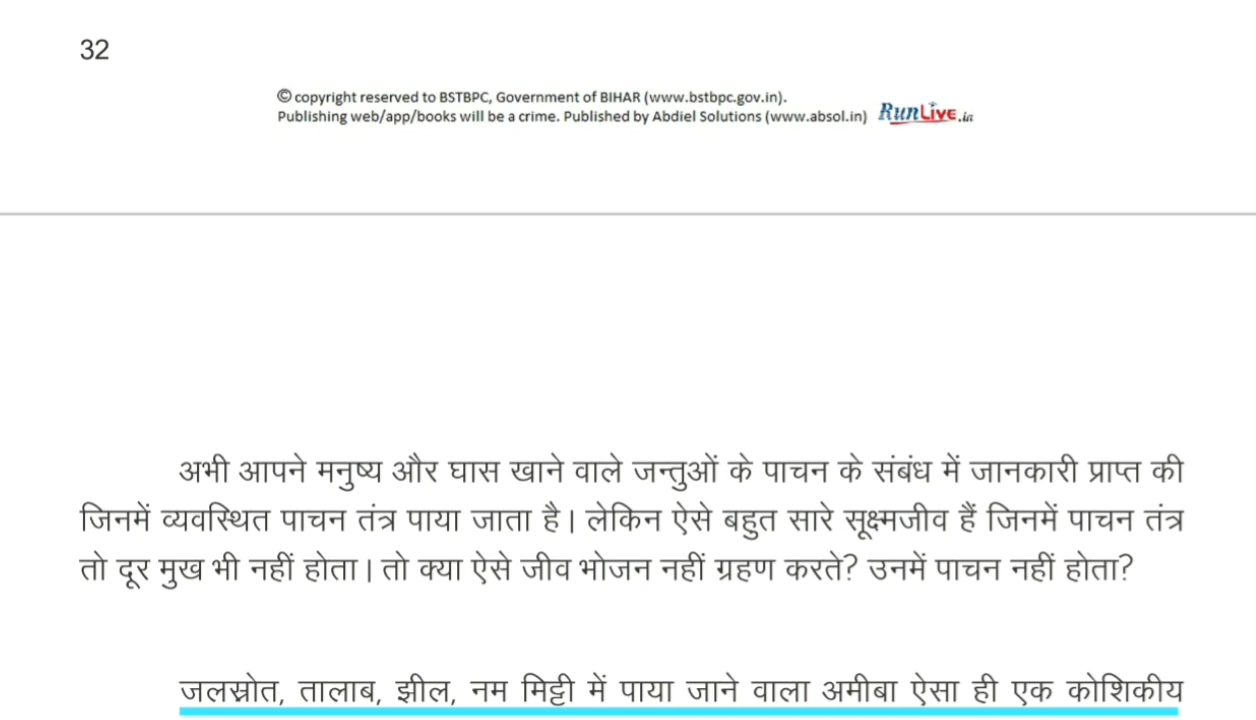 32
© copyright reserved to BSTBPC, Government of BIHAR (www.bstbpc.gov.in).
Publishing web/app/books will be a crime. Published by Abdiel Solutions (www.absol.in) RunLive.in
अभी आपने मनुष्य और घास खाने वाले जन्तुओं के पाचन के संबंध में जानकारी प्राप्त की
जिनमें व्यवस्थित पाचन तंत्र पाया जाता है। लेकिन ऐसे बहुत सारे सूक्ष्मजीव हैं जिनमें पाचन तंत्र
तो दूर मुख भी नहीं होता। तो क्या ऐसे जीव भोजन नहीं ग्रहण करते? उनमें पाचन नहीं होता?
जलस्रोत, तालाब, झील, नम मिट्टी में पाया जाने वाला अमीबा ऐसा ही एक कोशिकीय